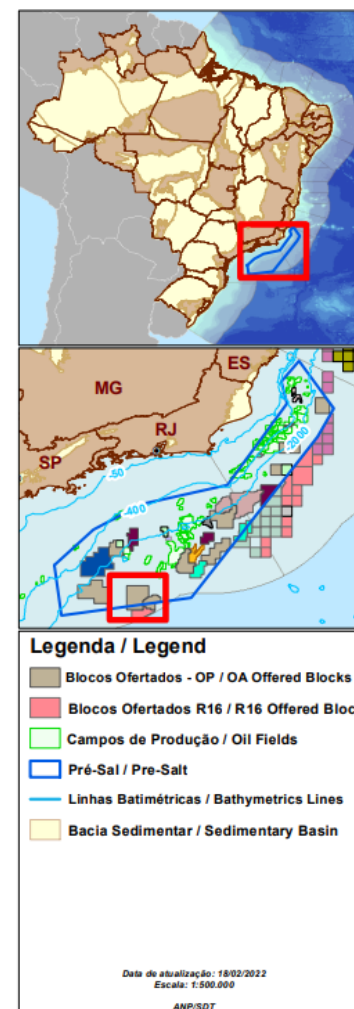 ES
MG
RJ
SP
-50
-400
-2000
Legenda / Legend
Blocos Ofertados - OP / OA Offered Blocks
Blocos Ofertados R16 / R16 Offered Bloc
Campos de Produção / Oil Fields
Pré-Sal / Pre-Salt
Linhas Batimétricas / Bathymetrics Lines
Bacia Sedimentar / Sedimentary Basin
Data de atualização: 18/02/2022
Escala: 1:500.000
ANP/SDT